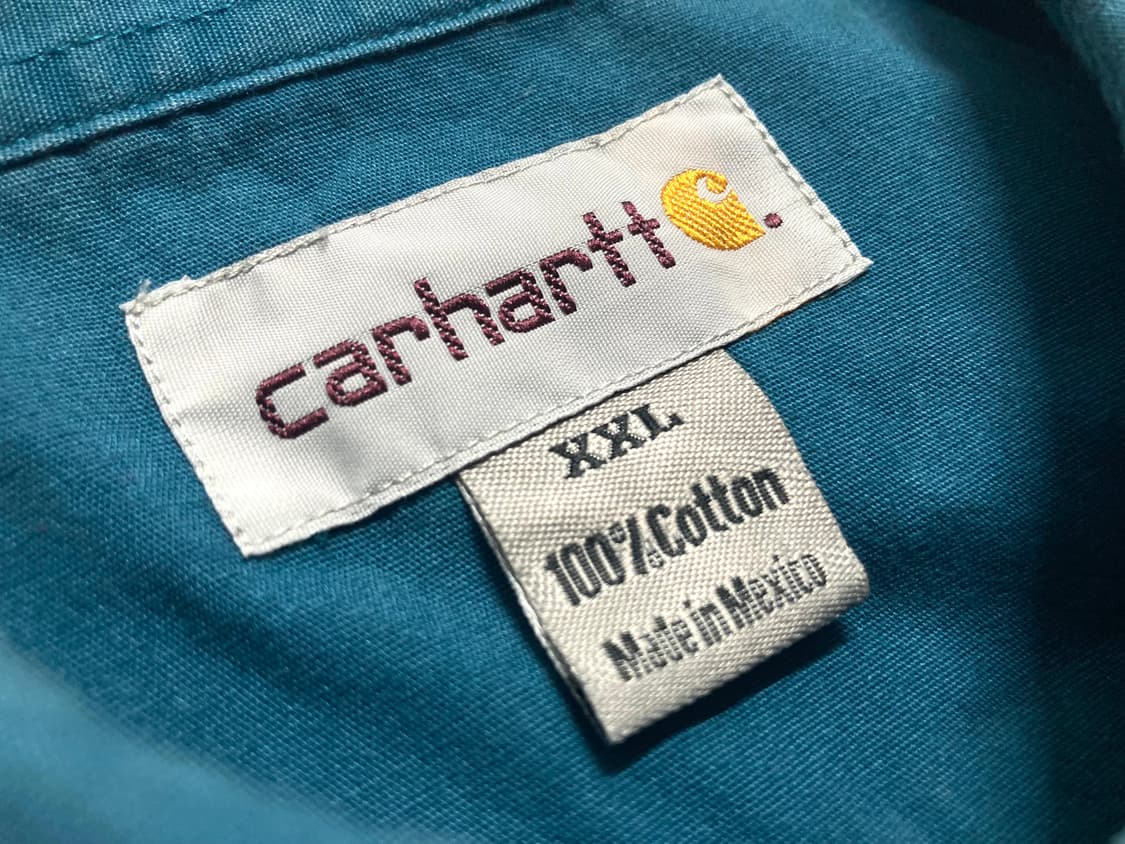 carhartt.
XXL
100% Cotton
Made in Mexico